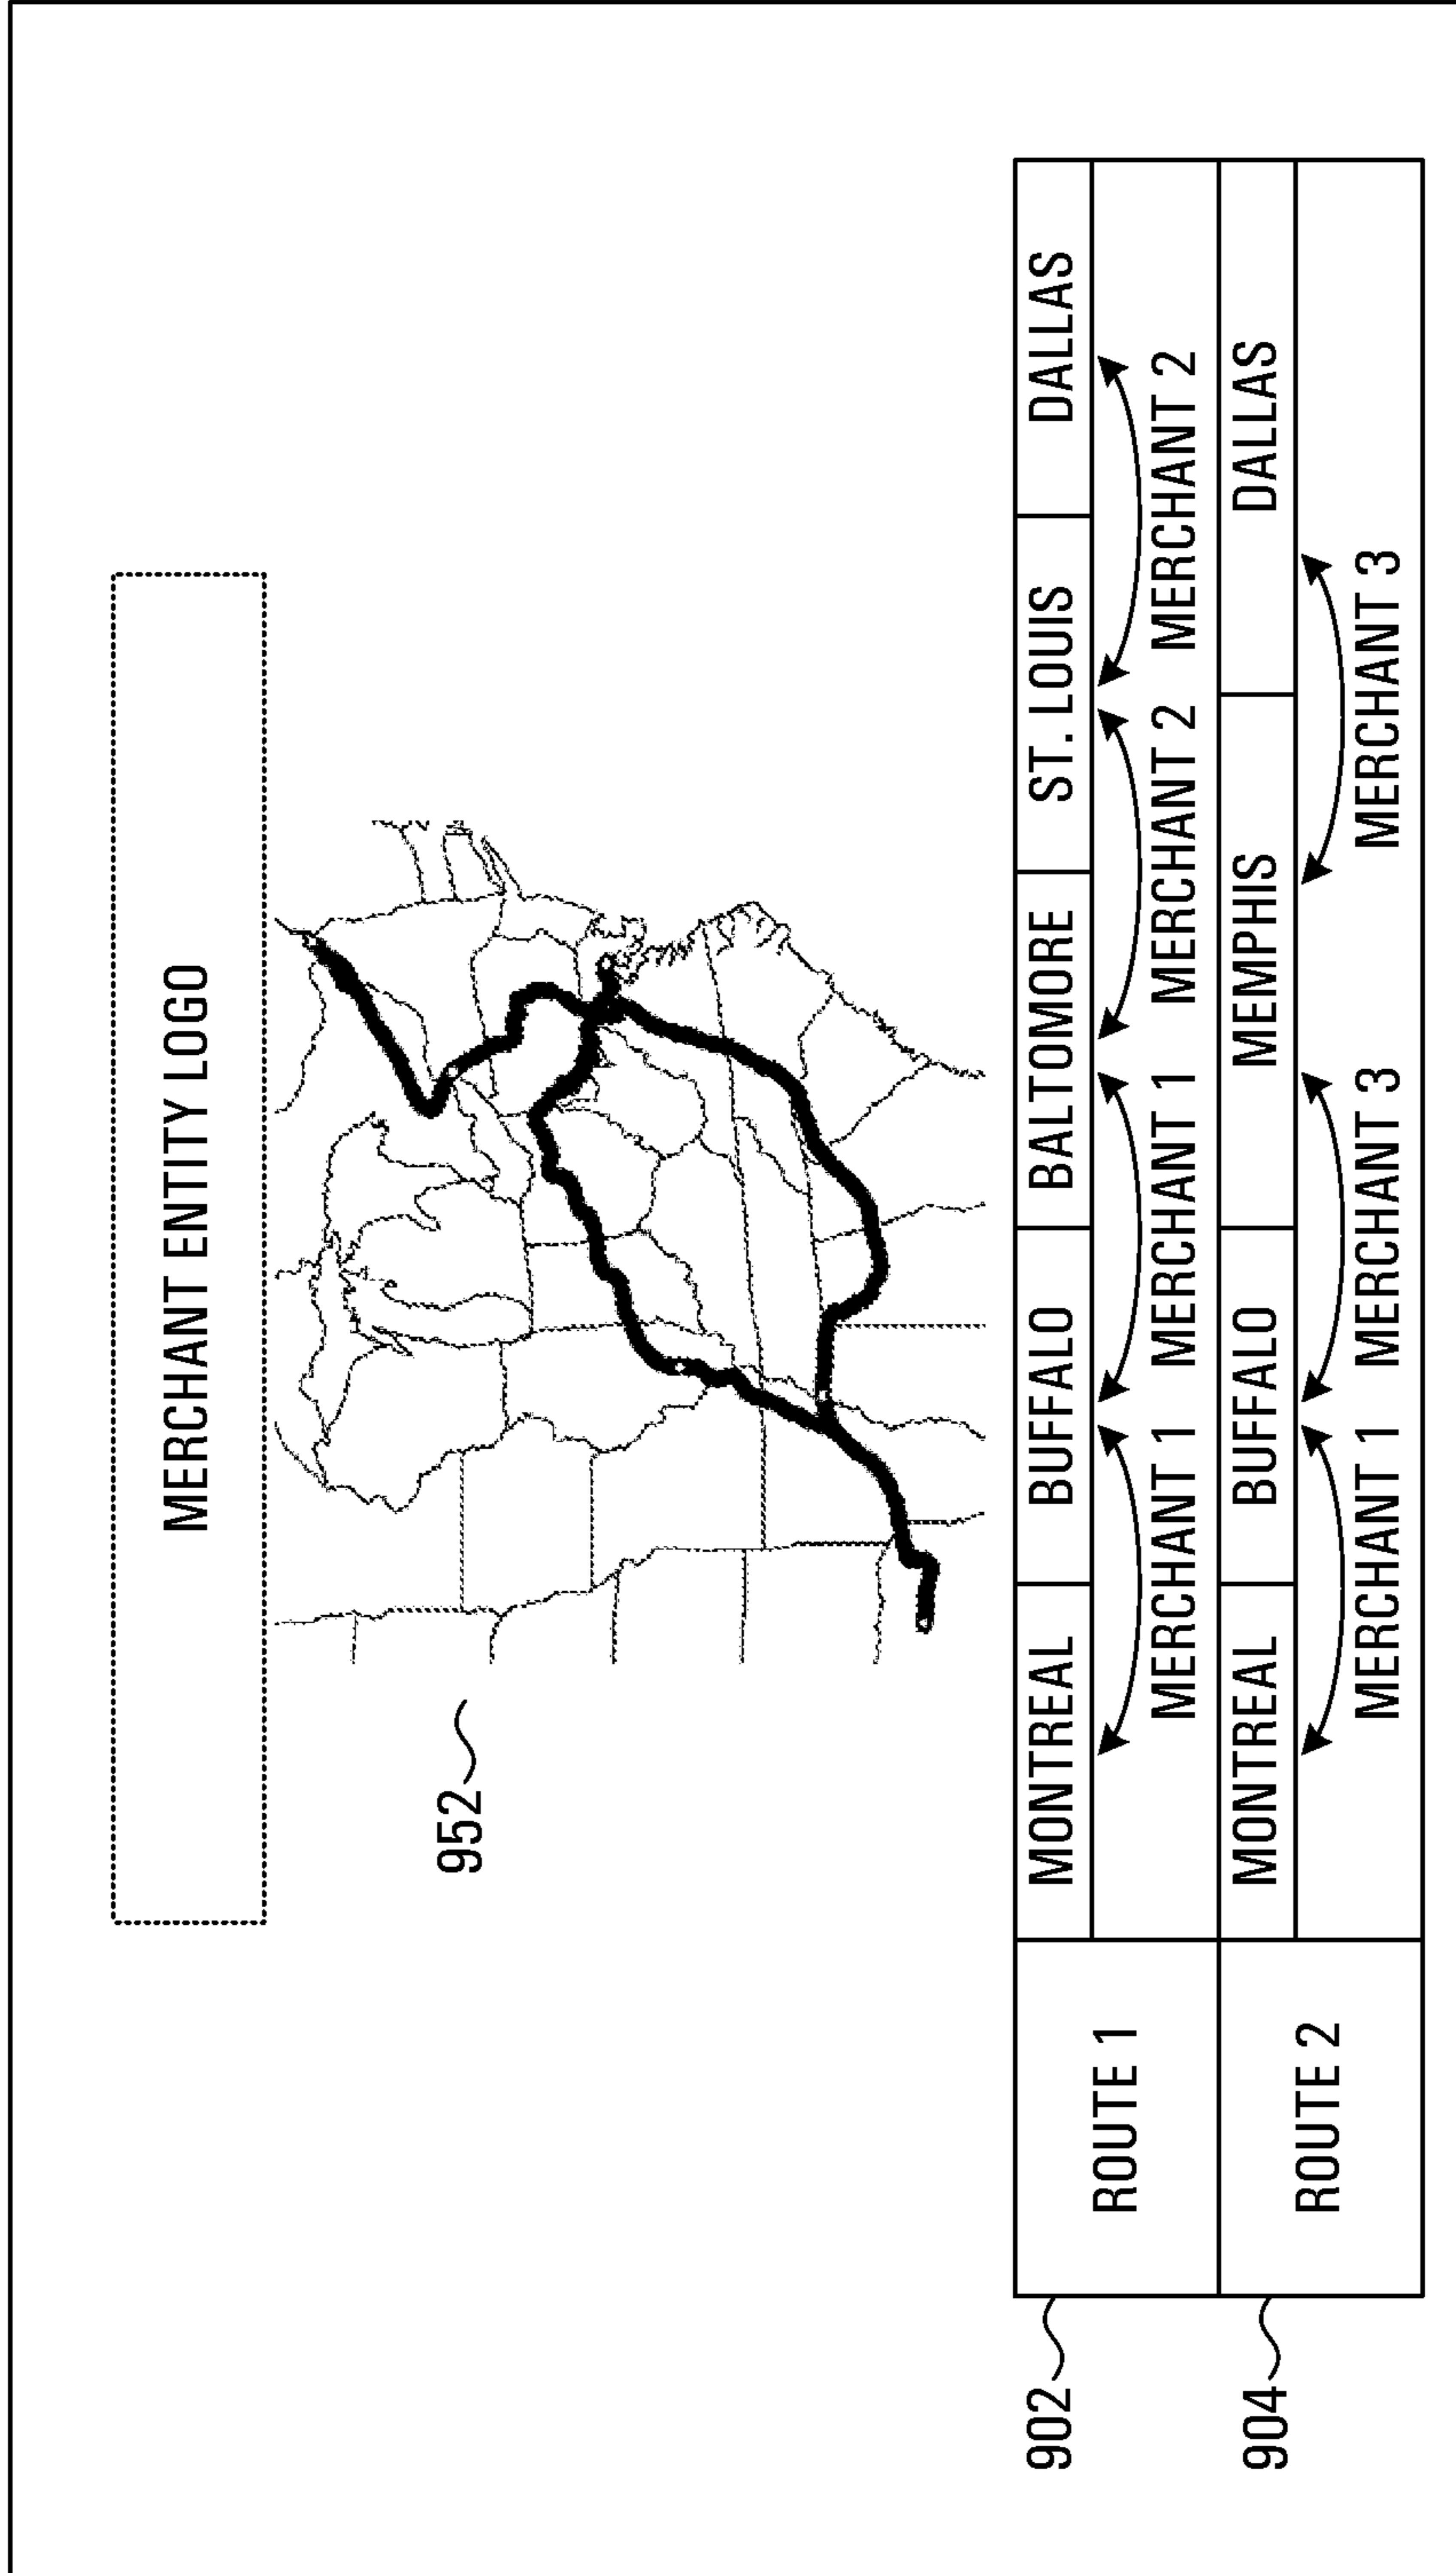 MERCHANT ENTITY LOGO
952
902
ROUTE 1
MONTREAL BUFFALO BALTOMORE ST. LOUIS DALLAS
MERCHANT 1 MERCHANT 1 MERCHANT 2 MERCHANT 2
904
ROUTE 2
MONTREAL BUFFALO MEMPHIS DALLAS
MERCHANT 1 MERCHANT 3 MERCHANT 3